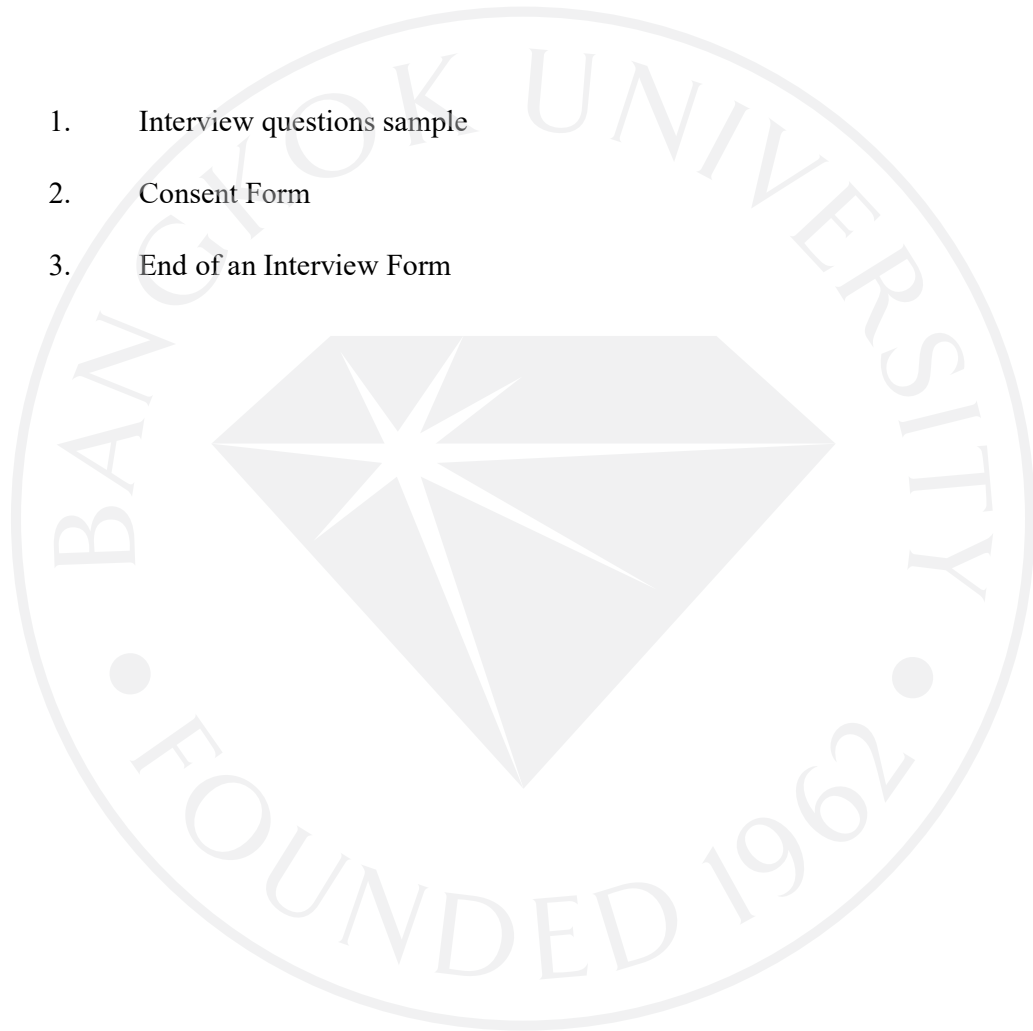 1. Interview questions sample
2. Consent Form
3. End of an Interview Form
BANGKOK UNIVERSITY
FOUNDED 1962